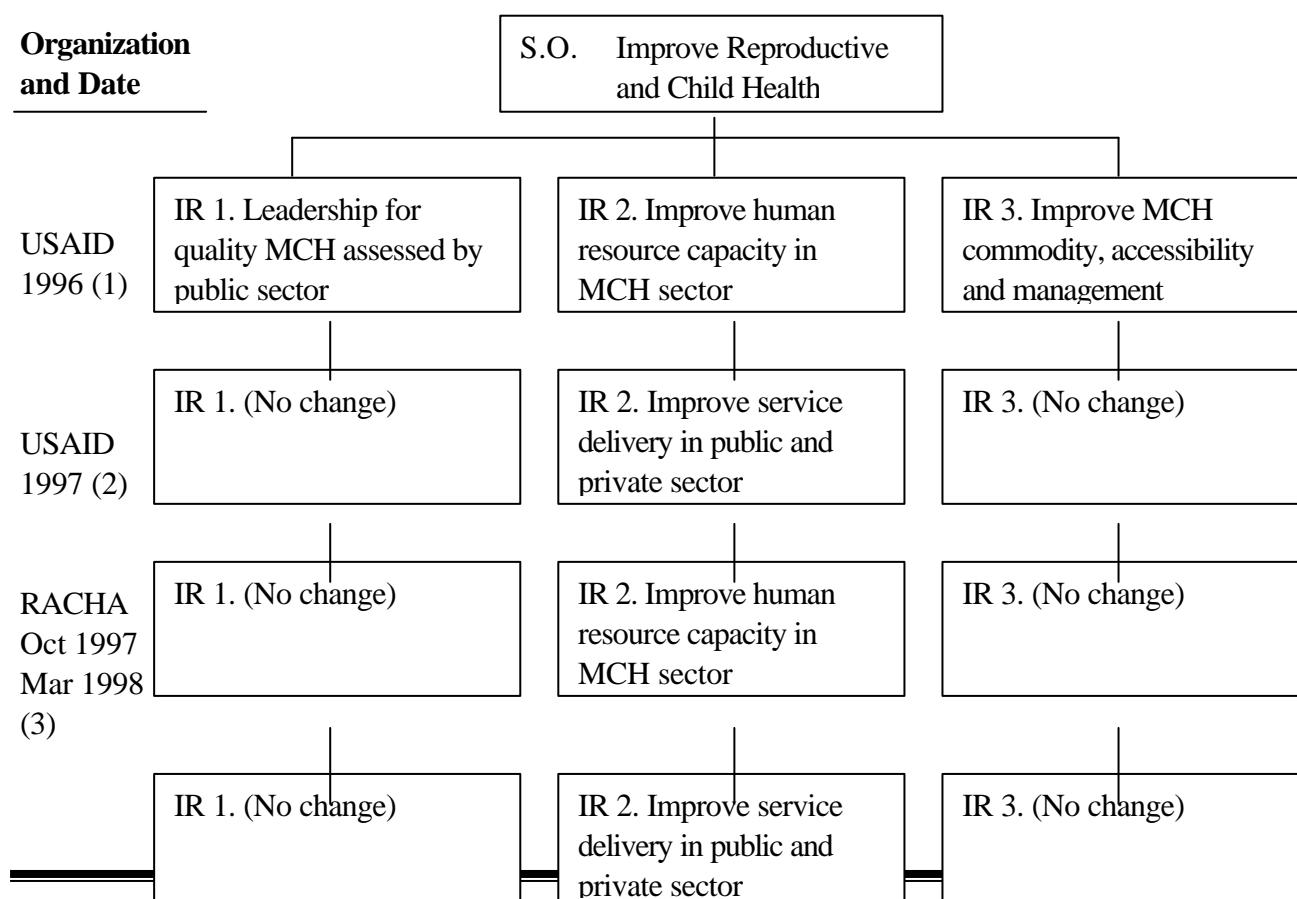 Organization
and Date
S.O. Improve Reproductive
and Child Health
USAID
1996 (1)
IR 1. Leadership for
quality MCH assessed by
public sector
IR 2. Improve human
resource capacity in
MCH sector
IR 3. Improve MCH
commodity, accessibility
and management
USAID
1997 (2)
IR 1. (No change)
IR 2. Improve service
delivery in public and
private sector
IR 3. (No change)
RACHA
Oct 1997
Mar 1998
(3)
IR 1. (No change)
IR 2. Improve human
resource capacity in
MCH sector
IR 3. (No change)
IR 1. (No change)
IR 2. Improve service
delivery in public and
private sector
IR 3. (No change)